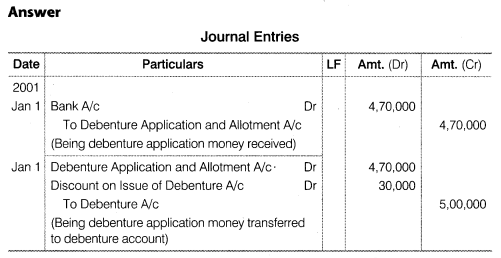 Answer
Journal Entries
Date Particulars LF Amt. (Dr) Amt. (Cr)
2001
Jan 1 Bank A/c Dr 4,70,000
To Debenture Application and Allotment A/c 4,70,000
(Being debenture application money received)
Jan 1 Debenture Application and Allotment A/c· Dr 4,70,000
Discount on Issue of Debenture A/c Dr 30,000
To Debenture A/c 5,00,000
(Being debenture application money transferred
to debenture account)